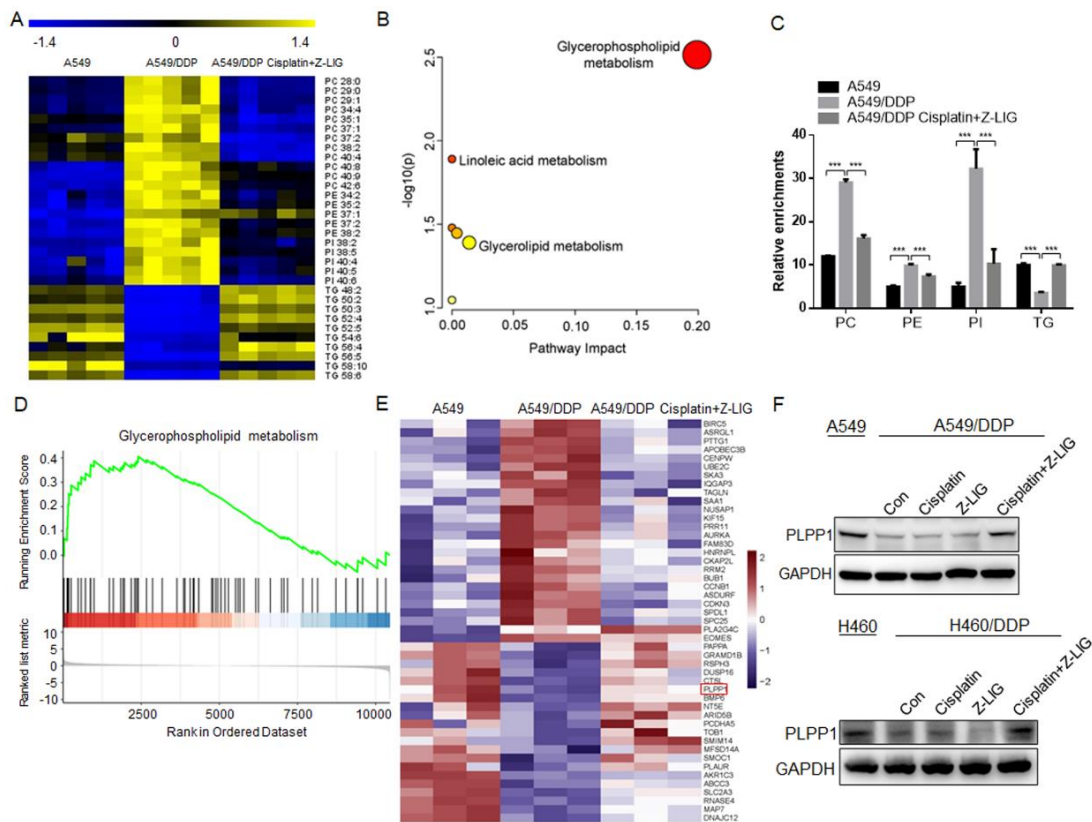 A
-1.4 0 1.4
A549 A549/DDP A549/DDP Cisplatin+Z-LIG
PC 28:0
PC 29:0
PC 29:1
PC 34:4
PC 35:1
PC 37:1
PC 37:2
PC 38:2
PC 40:4
PC 40:8
PC 40:9
PC 42:6
PE 34:2
PE 35:2
PE 37:1
PE 37:2
PE 38:2
PI 38:2
PI 38:5
PI 40:4
PI 40:5
PI 40:6
TG 48:2
TG 50:2
TG 50:3
TG 52:4
TG 52:5
TG 54:6
TG 56:4
TG 56:5
TG 58:10
TG 58:6
B
-log10(p)
2.5
2.0
1.5
1.0
Glycerophospholipid
metabolism
Linoleic acid metabolism
Glycerolipid metabolism
0.00 0.05 0.10 0.15 0.20
Pathway Impact
C
A549
A549/DDP
A549/DDP Cisplatin+Z-LIG
Relative enrichments
40
30
20
10
0
*** *** *** *** *** *** *** ***
PC PE PI TG
D
Glycerophospholipid metabolism
Running Enrichment Score
0.4
0.3
0.2
0.1
0.0
Ranked list metric
10
5
0
-5
-10
2500 5000 7500 10000
Rank in Ordered Dataset
E
A549 A549/DDP A549/DDP Cisplatin+Z-LIG
BIRC5
ASRGL1
PTTG1
APOBEC3B
CENPW
UBE2C
SKA3
IQGAP3
TAGLN
SAA1
NUSAP1
KIF15
PRR11
AURKA
FAM83D
HNRNPL
CKAP2L
RRM2
BUB1
CCNB1
ASDURF
CDKN3
SPDL1
SPC25
PLA2G4C
EOMES
PAPPA
GRAMD1B
RSPH3
DUSP16
CTSL
PLPP1
BMP6
NT5E
ARID5B
PCDHA5
TOB1
SMIM14
MFSD14A
SMOC1
PLAUR
AKR1C3
ABCC3
SLC2A3
RNASE4
MAP7
DNAJC12
2
1
0
-1
-2
F
A549 A549/DDP
Con Cisplatin Z-LIG Cisplatin+Z-LIG
PLPP1
GAPDH
H460 H460/DDP
Con Cisplatin Z-LIG Cisplatin+Z-LIG
PLPP1
GAPDH